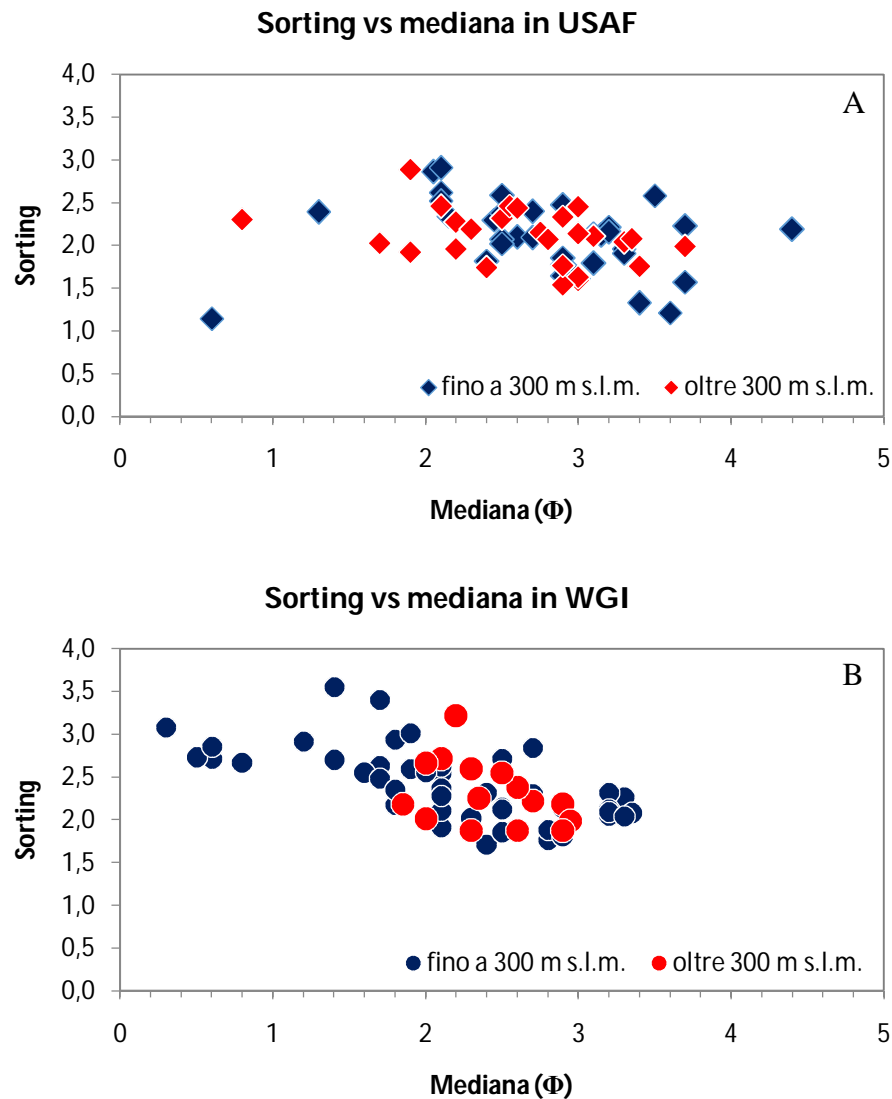 Sorting vs mediana in USAF
4,0
3,5
3,0
2,5
2,0
1,5
1,0
0,5
0,0
Sorting
A
fino a 300 m s.l.m.
oltre 300 m s.l.m.
0 1 2 3 4 5
Mediana (Φ)
Sorting vs mediana in WGI
4,0
3,5
3,0
2,5
2,0
1,5
1,0
0,5
0,0
Sorting
B
fino a 300 m s.l.m.
oltre 300 m s.l.m.
0 1 2 3 4 5
Mediana (Φ)